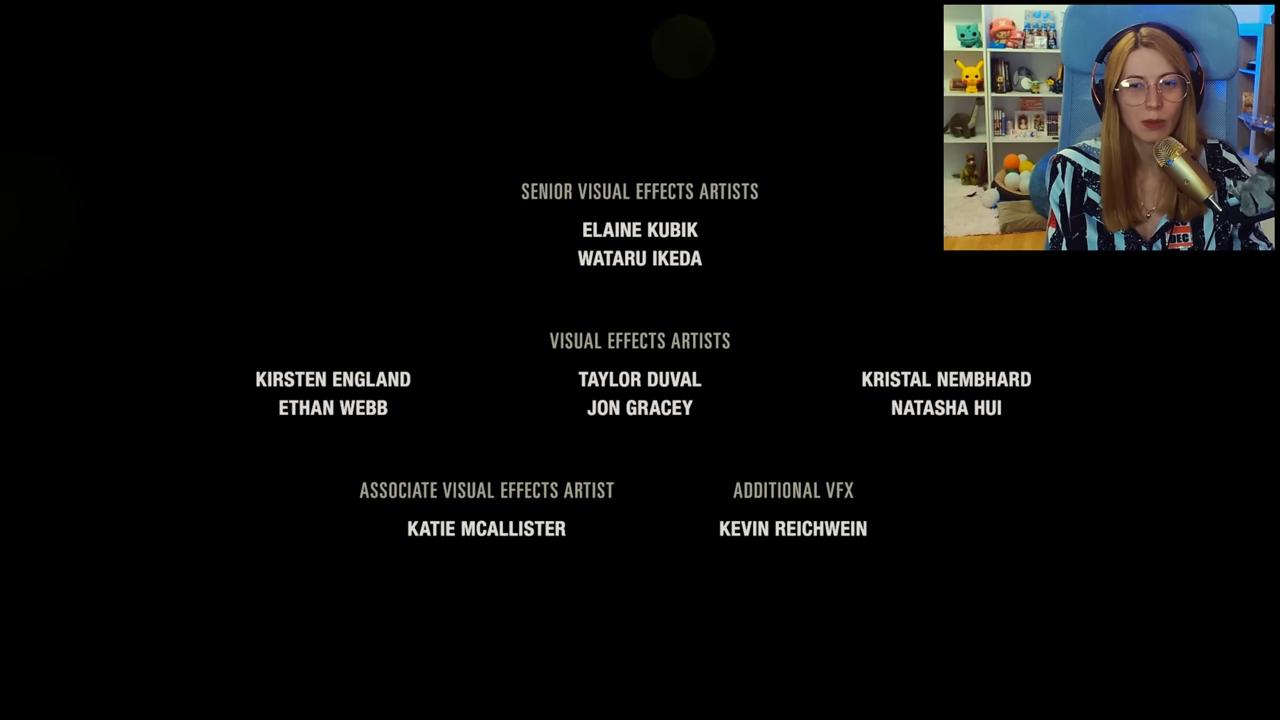 SENIOR VISUAL EFFECTS ARTISTS
ELAINE KUBIK
WATARU IKEDA
VISUAL EFFECTS ARTISTS
KIRSTEN ENGLAND TAYLOR DUVAL KRISTAL NEMBHARD
ETHAN WEBB JON GRACEY NATASHA HUI
ASSOCIATE VISUAL EFFECTS ARTIST ADDITIONAL VFX
KATIE MCALLISTER KEVIN REICHWEIN
DEC